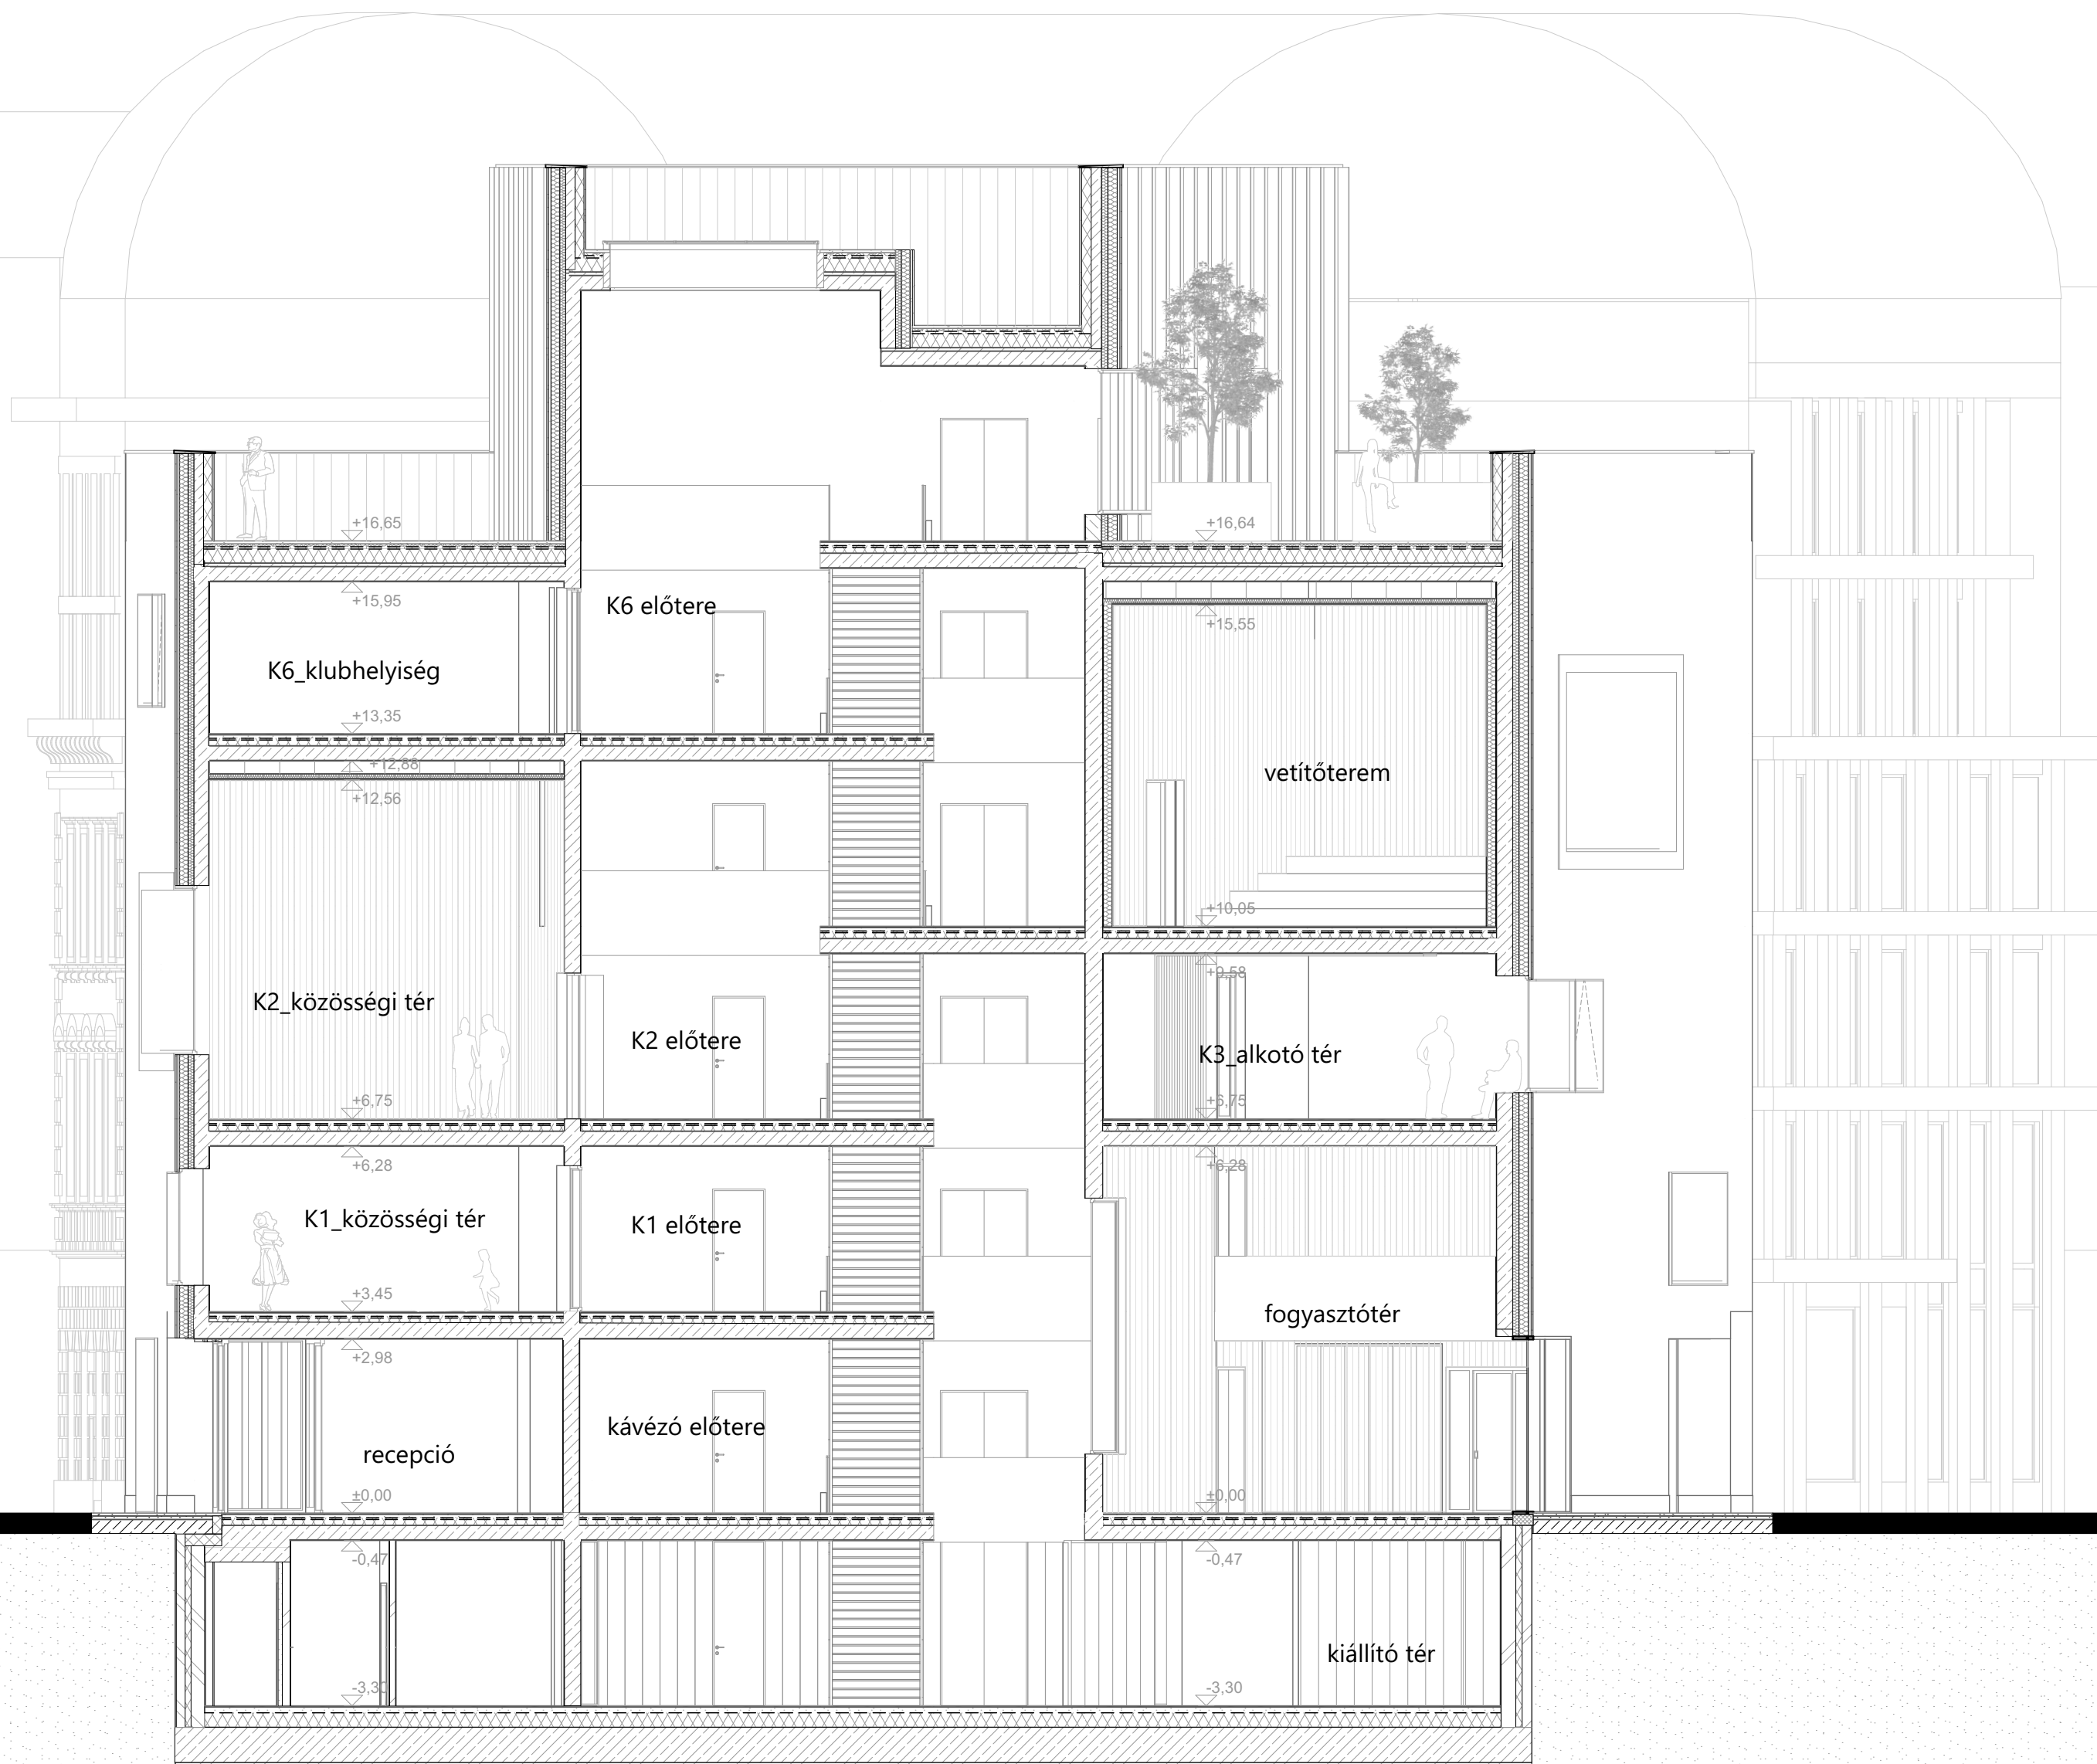 +16,65
+16,64
+15,95
K6 előtere
+15,55
K6_klubhelyiség
+13,35
+12,88
vetítőterem
+12,56
+10,05
+9,58
K2_közösségi tér
K2 előtere
K3_alkotó tér
+6,75
+6,75
+6,28
+6,28
K1_közösségi tér
K1 előtere
+3,45
fogyasztótér
+2,98
kávézó előtere
recepció
±0,00
±0,00
-0,47
-0,47
kiállító tér
-3,30
-3,30